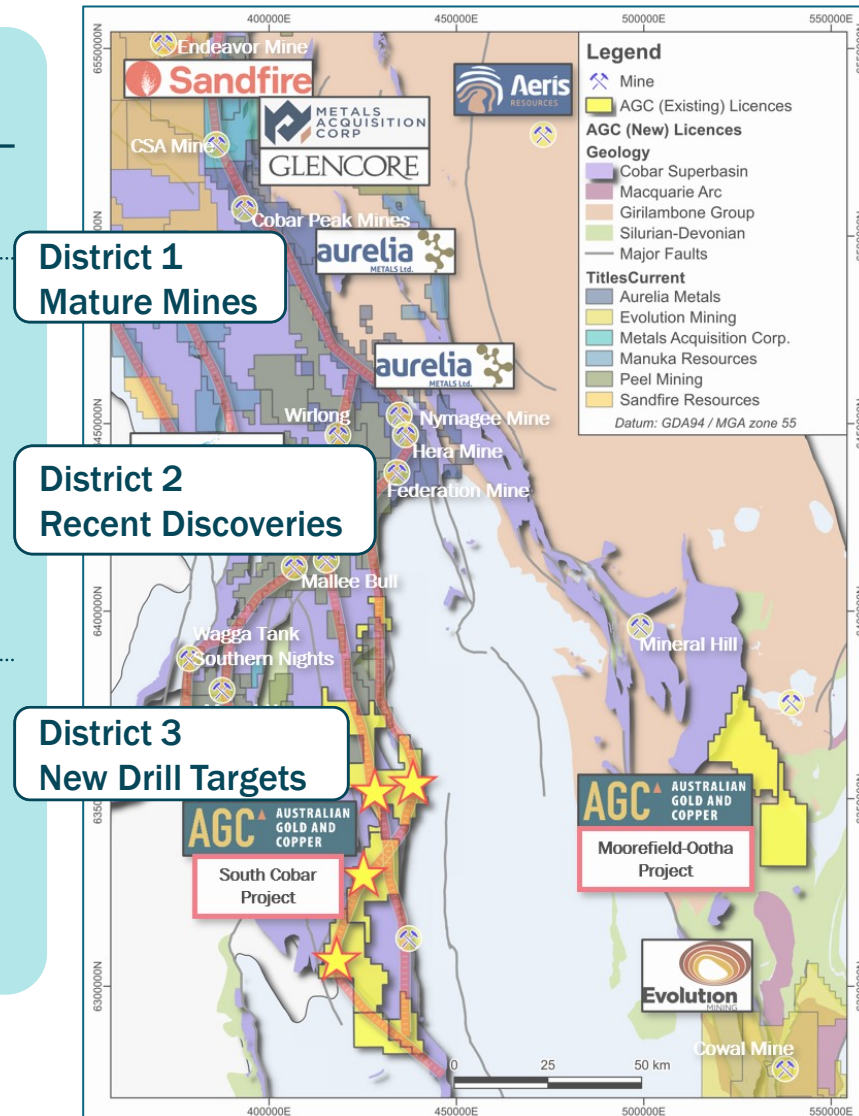 400000E
450000E
500000E
550000E
6550000N
Endeavor Mine
Sandfire
METALS
ACQUISITION
CORP
GLENCORE
CSA Mine
Cobar Peak Mines
Aeris
RESOURCES
Legend
Mine
AGC (Existing) Licences
AGC (New) Licences
Geology
Cobar Superbasin
Macquarie Arc
Girilambone Group
Silurian-Devonian
Major Faults
TitlesCurrent
Aurelia Metals
Evolution Mining
Metals Acquisition Corp.
Manuka Resources
Peel Mining
Sandfire Resources
Datum: GDA94 / MGA zone 55
District 1
Mature Mines
aurelia
METALS Ltd.
aurelia
METALS Ltd.
Wirlong
Nymagee Mine
Hera Mine
Federation Mine
District 2
Recent Discoveries
Mallee Bull
6400000N
Wagga Tank
Southern Nights
Mineral Hill
District 3
New Drill Targets
AGC
AUSTRALIAN
GOLD AND
COPPER
South Cobar
Project
AGC
AUSTRALIAN
GOLD AND
COPPER
Moorefield-Ootha
Project
6300000N
Evolution
MINING
Cowal Mine
0 25 50 km
400000E
450000E
500000E
550000E